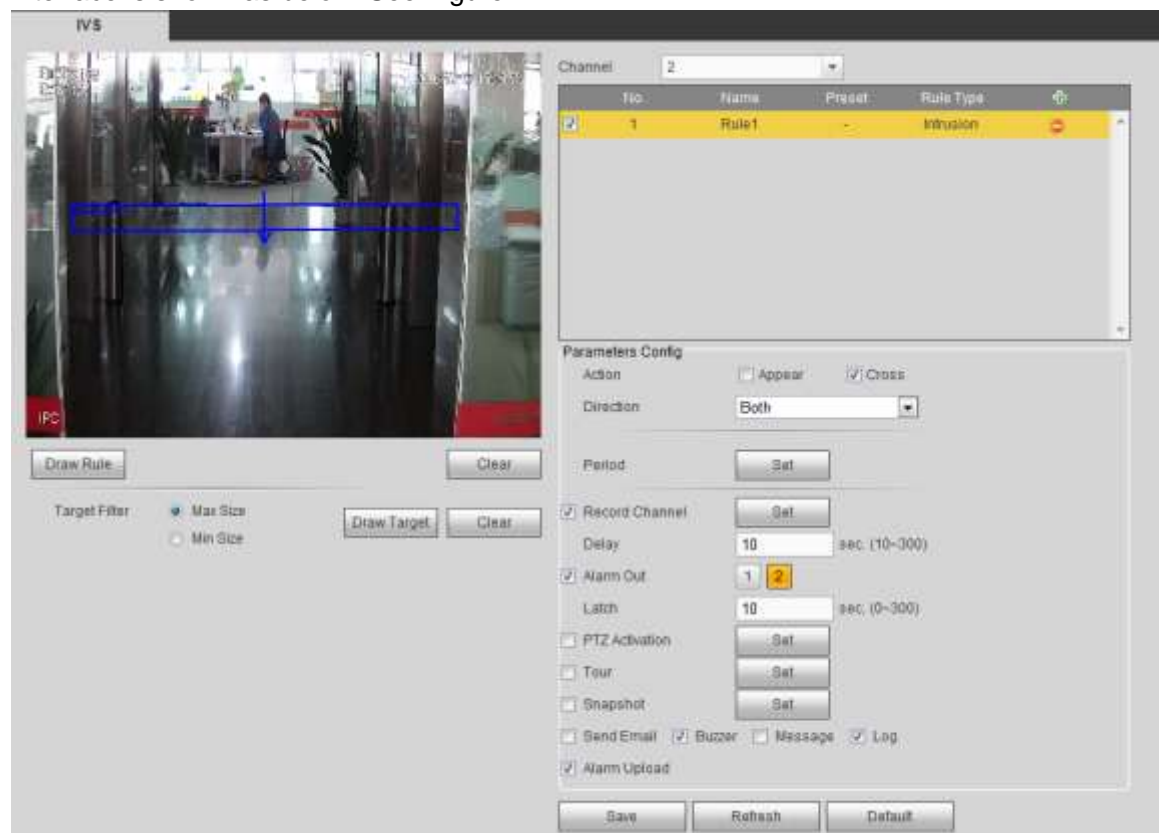 IVS
Channel 2
No. Name Preset Rule Type
1 Rule1 - Intrusion
IPC
Draw Rule Clear
Target Filter Max Size
Min Size
Draw Target Clear
Parameters Config
Action Appear Cross
Direction Both
Period Set
Record Channel Set
Delay 10 sec. (10~300)
Alarm Out 1 2
Latch 10 sec. (0~300)
PTZ Activation Set
Tour Set
Snapshot Set
Send Email Buzzer Message Log
Alarm Upload
Save Refresh Default